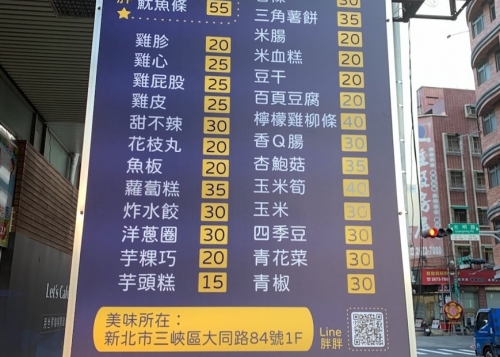 胖
魷魚條 55
雞胗 20
雞心 25
雞屁股 25
雞皮 25
甜不辣 30
花枝丸 20
魚板 20
蘿蔔糕 35
炸水餃 30
洋蔥圈 30
芋粿巧 20
芋頭糕 15
30
三角薯餅 35
米腸 20
米血糕 20
豆干 20
百頁豆腐 20
檸檬雞柳條 40
香Q腸 30
杏鮑菇 35
玉米筍 40
玉米 30
四季豆 30
青花菜 30
青椒 30
美味所在：
新北市三峽區大同路84號1F
Line
胖胖
Let's Ca